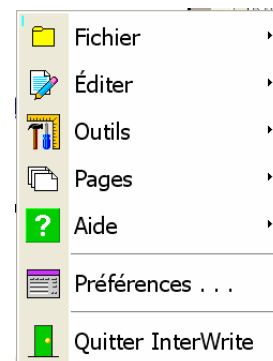 Fichier
Éditer
Outils
Pages
? Aide
Préférences . . .
Quitter InterWrite